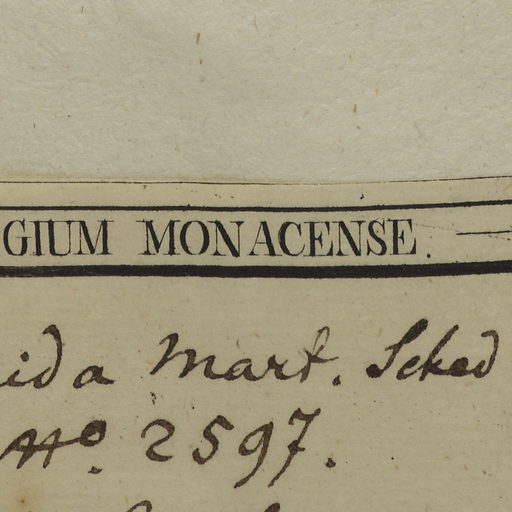 GIUM MONACENSE.
ida Mart. Sched
No. 2597.